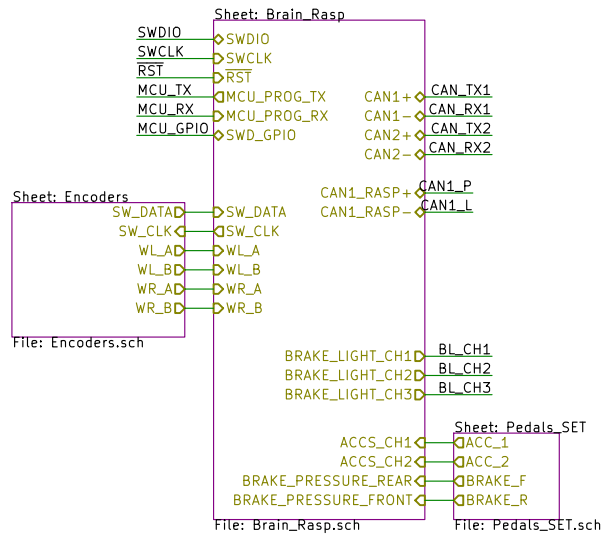 Sheet: Brain_Rasp
SWDIO SWDIO
SWCLK SWCLK
RST RST
MCU_TX MCU_PROG_TX CAN1+ CAN_TX1
MCU_RX MCU_PROG_RX CAN1- CAN_RX1
MCU_GPIO SWD_GPIO CAN2+ CAN_TX2
CAN2- CAN_RX2
CAN1_RASP+ CAN1_P
CAN1_RASP- CAN1_L
Sheet: Encoders
SW_DATA SW_DATA
SW_CLK SW_CLK
WL_A WL_A
WL_B WL_B
WR_A WR_A
WR_B WR_B
File: Encoders.sch
BRAKE_LIGHT_CH1 BL_CH1
BRAKE_LIGHT_CH2 BL_CH2
BRAKE_LIGHT_CH3 BL_CH3
Sheet: Pedals_SET
ACCS_CH1 ACC_1
ACCS_CH2 ACC_2
BRAKE_PRESSURE_REAR BRAKE_F
BRAKE_PRESSURE_FRONT BRAKE_R
File: Brain_Rasp.sch File: Pedals_SET.sch